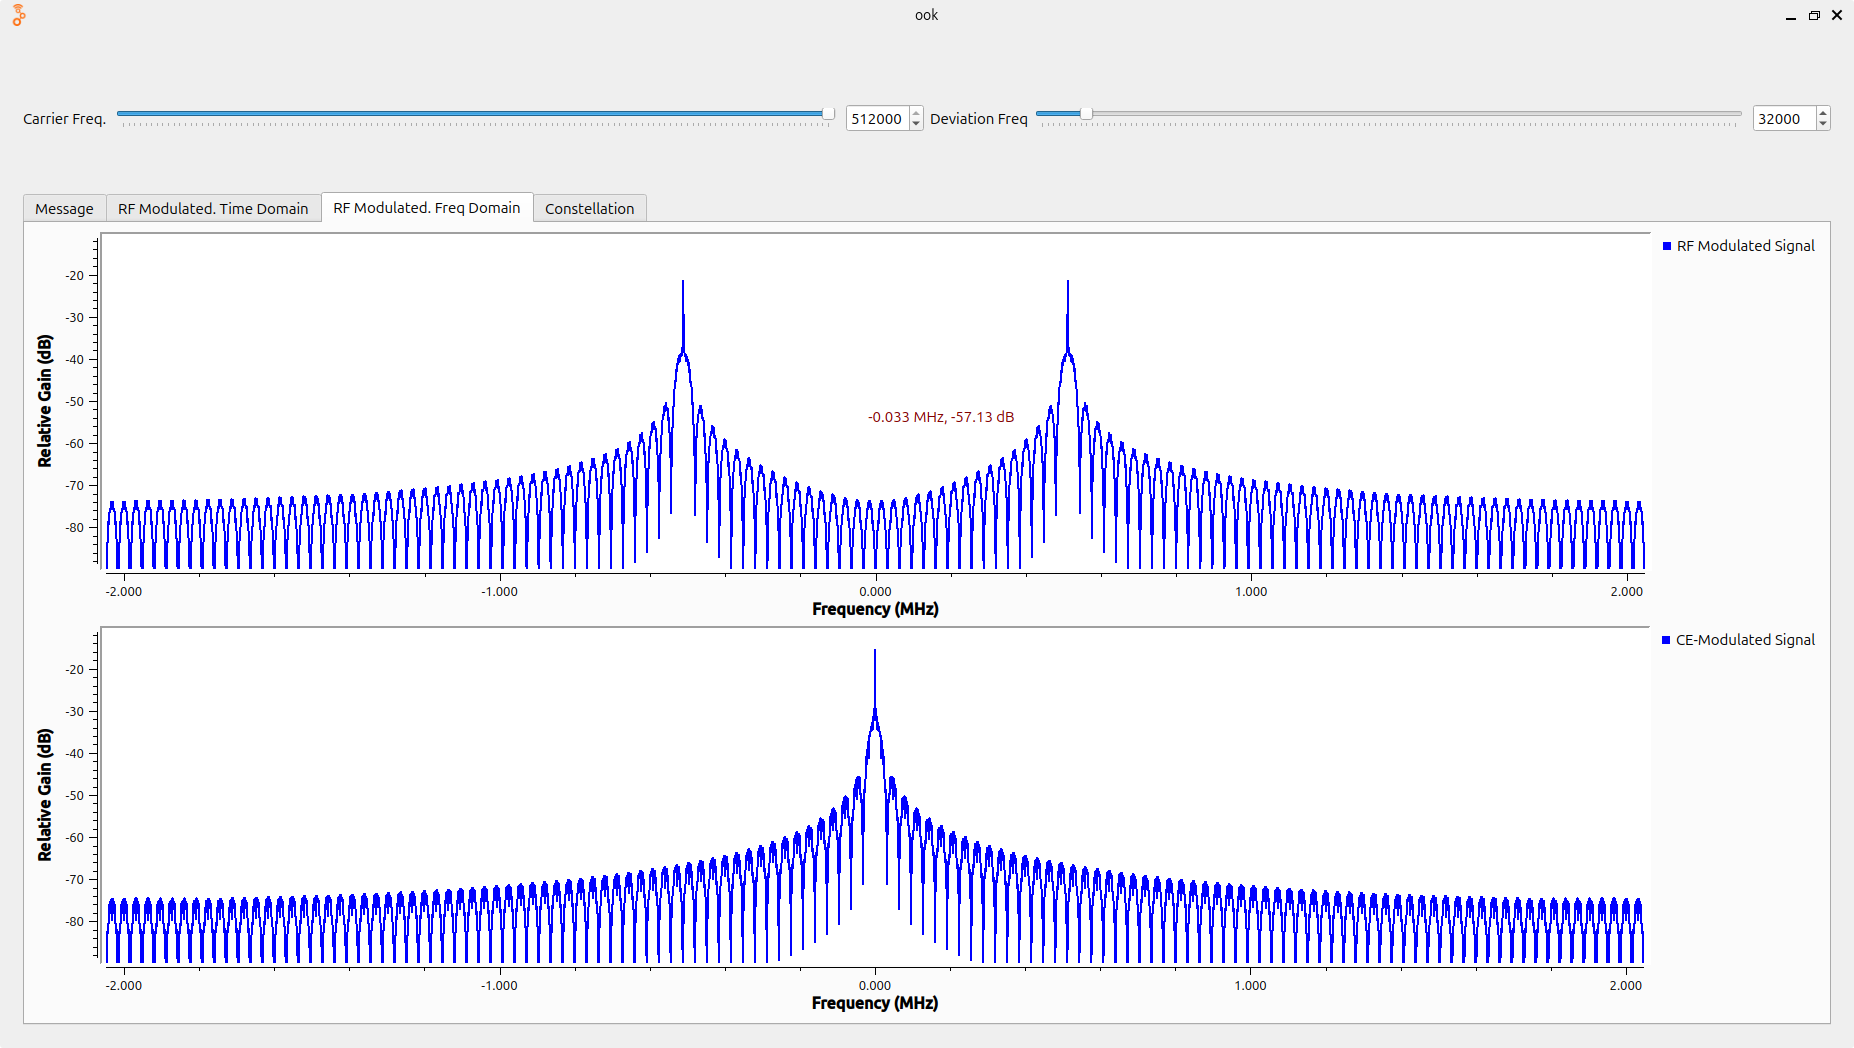 ook
Carrier Freq. 512000 Deviation Freq 32000
Message RF Modulated. Time Domain RF Modulated. Freq Domain Constellation
RF Modulated Signal
Relative Gain (dB)
-20
-30
-40
-50
-60
-70
-80
-0.033 MHz, -57.13 dB
-2.000 -1.000 0.000 1.000 2.000
Frequency (MHz)
CE-Modulated Signal
Relative Gain (dB)
-20
-30
-40
-50
-60
-70
-80
-2.000 -1.000 0.000 1.000 2.000
Frequency (MHz)